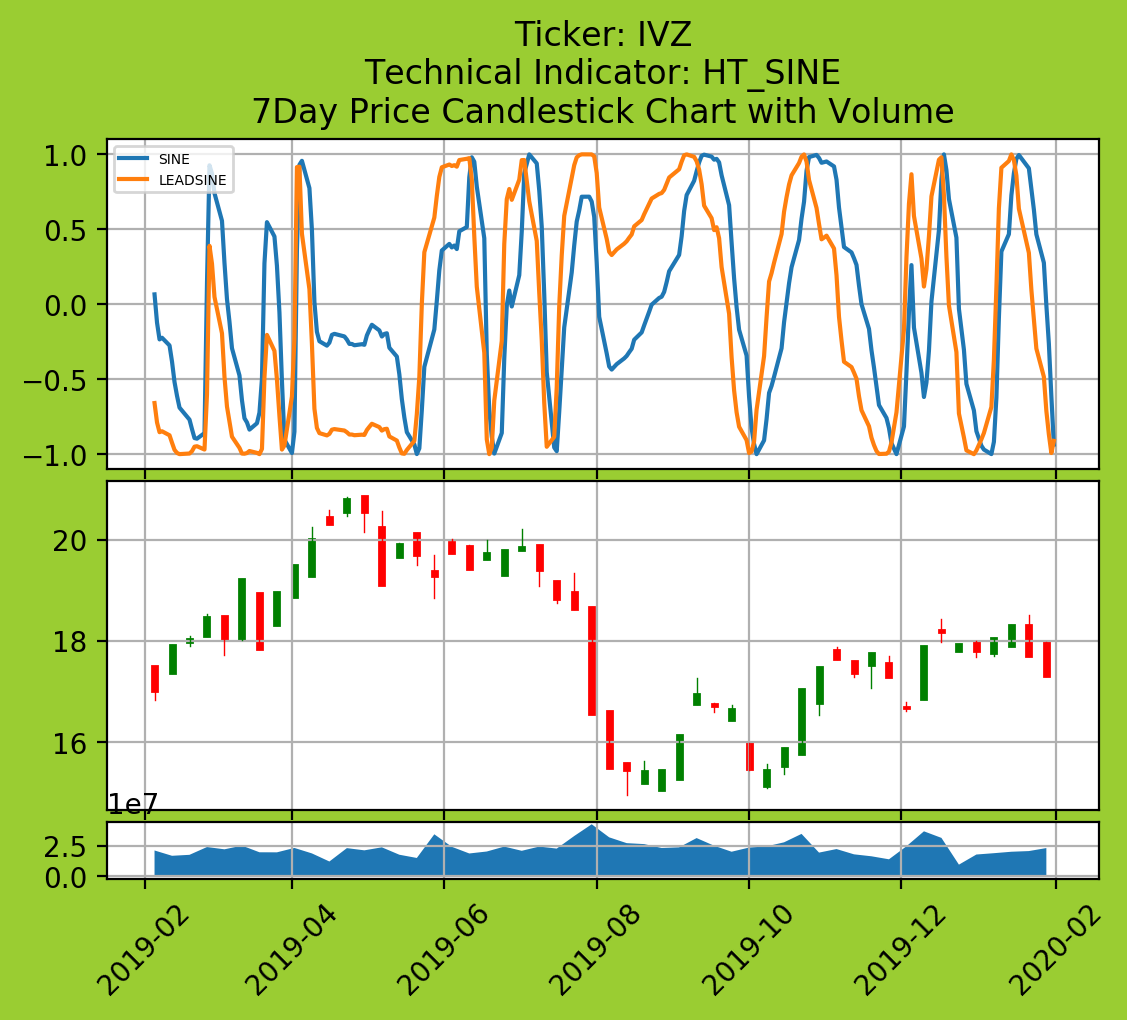 Ticker: IVZ
Technical Indicator: HT_SINE
7Day Price Candlestick Chart with Volume
SINE
LEADSINE
1.0
0.5
0.0
−0.5
−1.0
20
18
16
1e7
2.5
0.0
2019-02
2019-04
2019-06
2019-08
2019-10
2019-12
2020-02